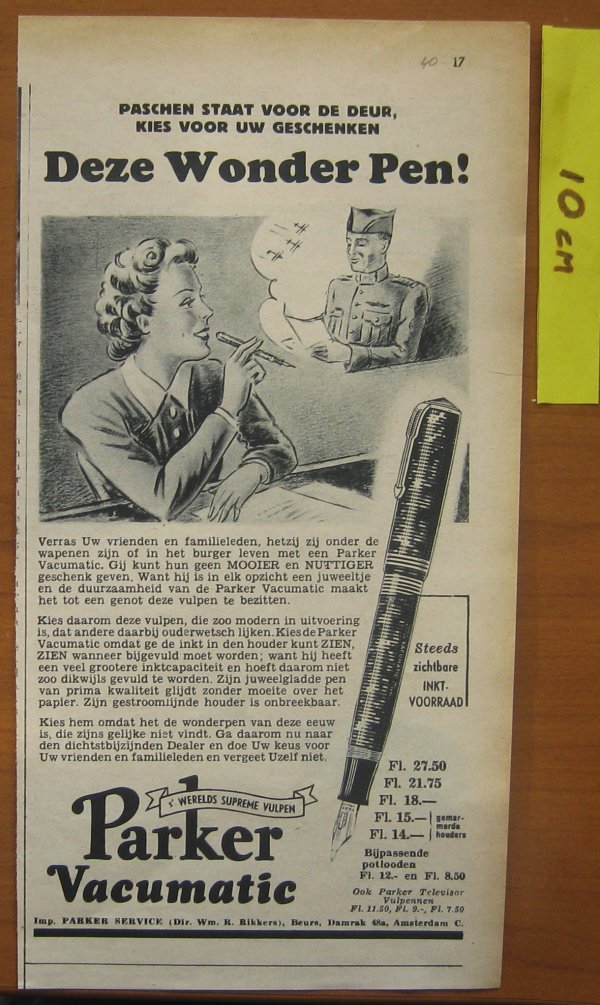 40 17
PASCHEN STAAT VOOR DE DEUR,
KIES VOOR UW GESCHENKEN
Deze Wonder Pen!
10 cm
Verras Uw vrienden en familieleden, hetzij zij onder de
wapenen zijn of in het burger leven met een Parker
Vacumatic. Gij kunt hun geen MOOIER en NUTTIGER
geschenk geven. Want hij is in elk opzicht een juweeltje
en de duurzaamheid van de Parker Vacumatic maakt
het tot een genot deze vulpen te bezitten.
Kies daarom deze vulpen, die zoo modern in uitvoering
is, dat andere daarbij ouderwetsch lijken. Kies de Parker
Vacumatic omdat ge de inkt in den houder kunt ZIEN,
ZIEN wanneer bijgevuld moet worden; want hij heeft
een veel grootere inktcapaciteit en hoeft daarom niet
zoo dikwijls gevuld te worden. Zijn juweelgladde pen
van prima kwaliteit glijdt zonder moeite over het
papier. Zijn gestroomlijnde houder is onbreekbaar.
Kies hem omdat het de wonderpen van deze eeuw
is, die zijns gelijke niet vindt. Ga daarom nu naar
den dichtstbijzijnden Dealer en doe Uw keus voor
Uw vrienden en familieleden en vergeet Uzelf niet.
Steeds
zichtbare
INKT-
VOORRAAD
Fl. 27.50
Fl. 21.75
Fl. 18.—
Fl. 15.— gemar-
merde
Fl. 14.— houders
Bijpassende
potlooden
Fl. 12.- en Fl. 8.50
Ook Parker Televisor
Vulpennen
Fl. 11.50, Fl. 9.-, Fl. 7.50
's WERELDS SUPREME VULPEN
Parker
Vacumatic
Imp. PARKER SERVICE (Dir. Wm. R. Rikkers), Beurs, Damrak 48a, Amsterdam C.